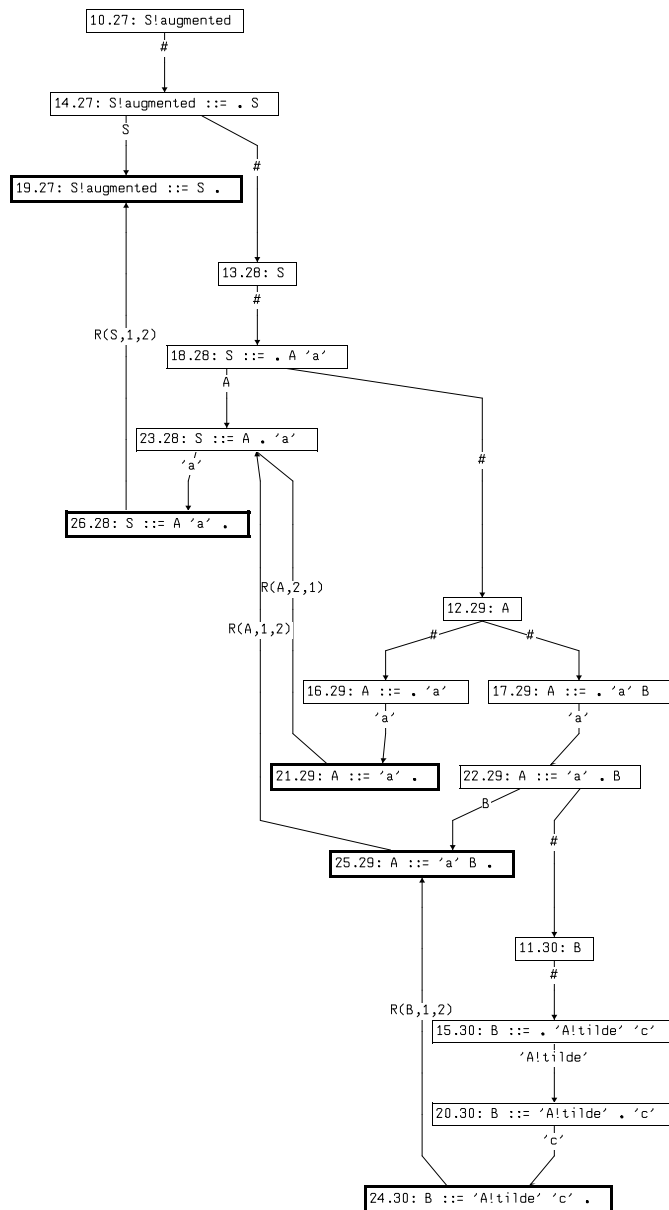 10.27: S!augmented
#
14.27: S!augmented ::= . S
S
#
19.27: S!augmented ::= S .
13.28: S
#
R(S,1,2)
18.28: S ::= . A 'a'
A
23.28: S ::= A . 'a'
#
'a'
26.28: S ::= A 'a' .
R(A,2,1)
12.29: A
R(A,1,2)
# #
16.29: A ::= . 'a' 17.29: A ::= . 'a' B
'a' 'a'
21.29: A ::= 'a' . 22.29: A ::= 'a' . B
B
#
25.29: A ::= 'a' B .
11.30: B
#
R(B,1,2)
15.30: B ::= . 'A!tilde' 'c'
'A!tilde'
20.30: B ::= 'A!tilde' . 'c'
'c'
24.30: B ::= 'A!tilde' 'c' .